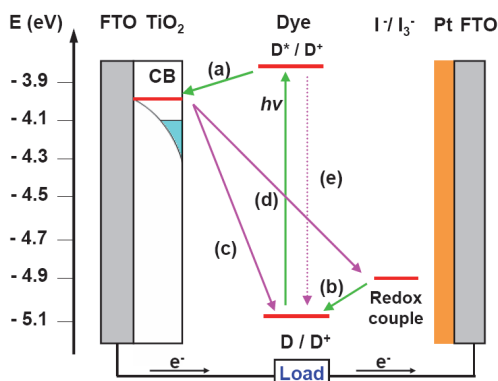 E (eV)
FTO TiO₂
Dye
I⁻/ I₃⁻
Pt FTO
D* / D⁺
CB
(a)
hv
- 3.9
- 4.1
- 4.3
- 4.5
- 4.7
- 4.9
- 5.1
(e)
(d)
(c)
(b)
Redox
couple
D / D⁺
e⁻
Load
e⁻